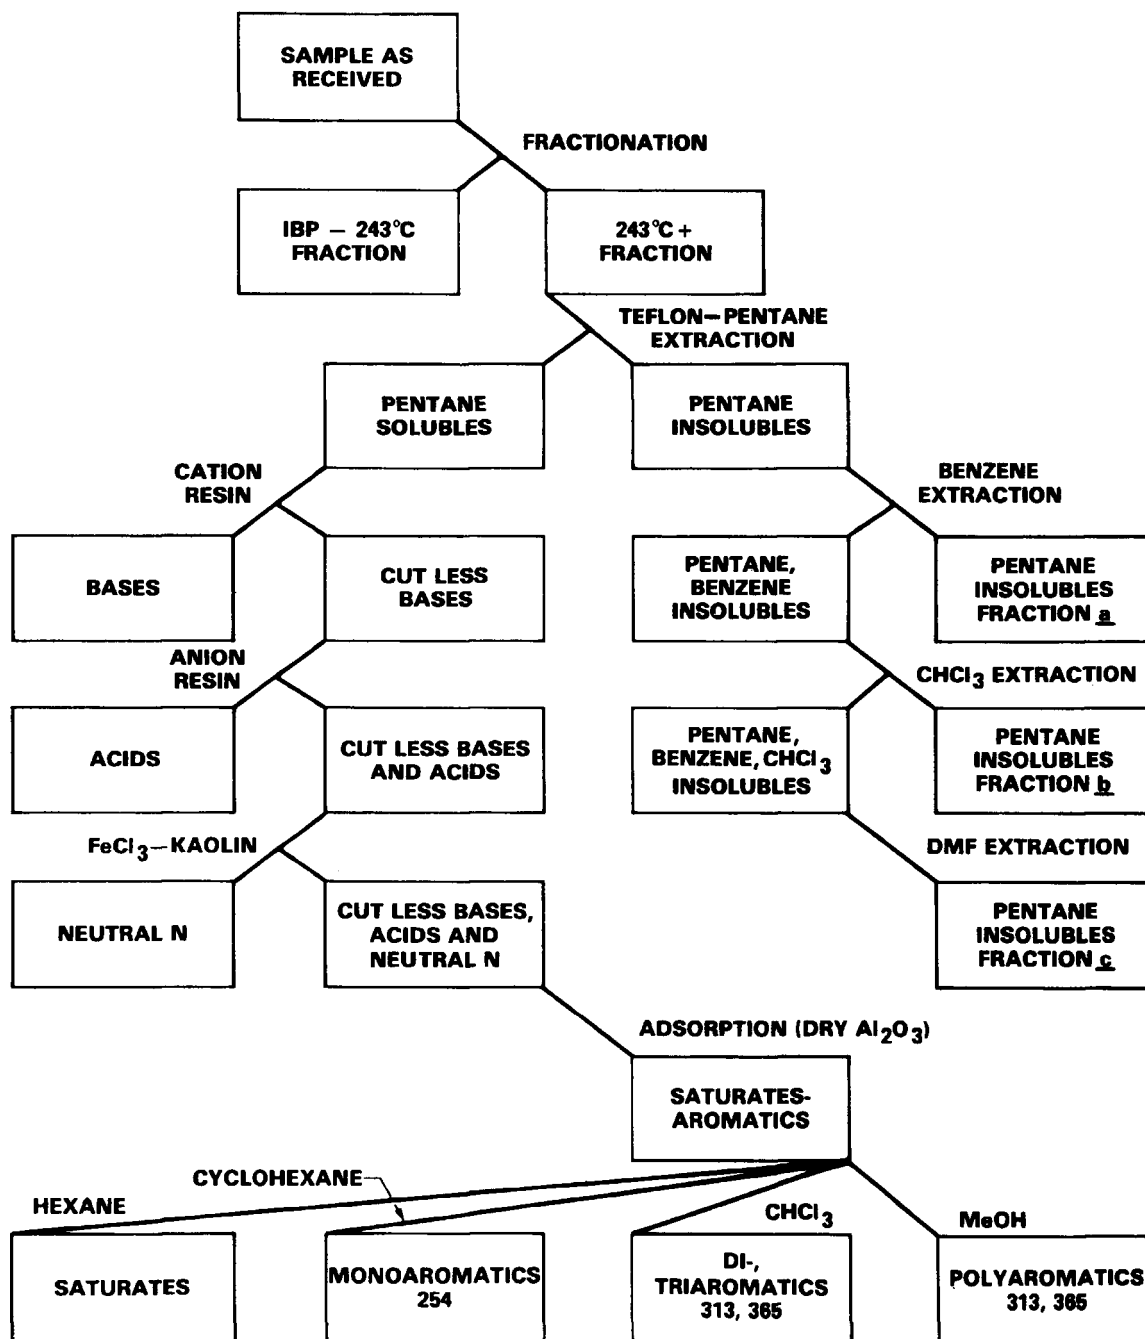 SAMPLE AS
RECEIVED
FRACTIONATION
IBP – 243°C
FRACTION
243°C +
FRACTION
TEFLON–PENTANE
EXTRACTION
PENTANE
SOLUBLES
PENTANE
INSOLUBLES
CATION
RESIN
BENZENE
EXTRACTION
BASES
CUT LESS
BASES
PENTANE,
BENZENE
INSOLUBLES
PENTANE
INSOLUBLES
FRACTION a
ANION
RESIN
CHCl3 EXTRACTION
ACIDS
CUT LESS BASES
AND ACIDS
PENTANE,
BENZENE, CHCl3
INSOLUBLES
PENTANE
INSOLUBLES
FRACTION b
FeCl3–KAOLIN
DMF EXTRACTION
NEUTRAL N
CUT LESS BASES,
ACIDS AND
NEUTRAL N
PENTANE
INSOLUBLES
FRACTION c
ADSORPTION (DRY Al2O3)
SATURATES-
AROMATICS
HEXANE
CYCLOHEXANE
CHCl3
MeOH
SATURATES
MONOAROMATICS
254
DI-,
TRIAROMATICS
313, 365
POLYAROMATICS
313, 365